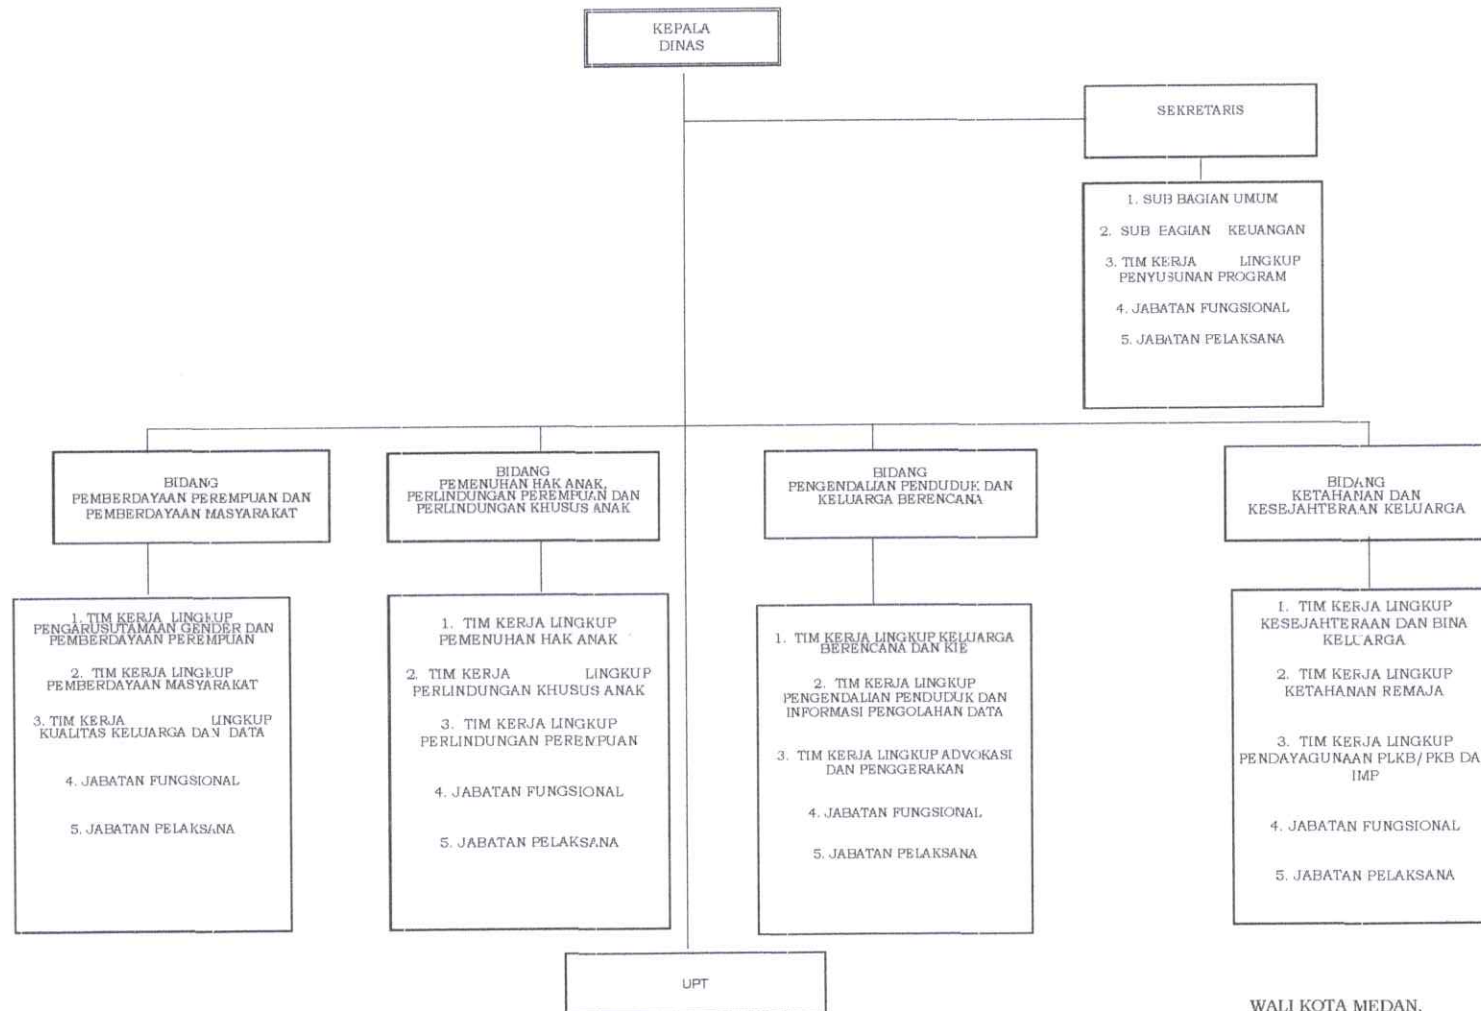 KEPALA
DINAS
SEKRETARIS
1. SUB BAGIAN UMUM
2. SUB BAGIAN KEUANGAN
3. TIM KERJA LINGKUP
PENYUSUNAN PROGRAM
4. JABATAN FUNGSIONAL
5. JABATAN PELAKSANA
BIDANG
PEMBERDAYAAN PEREMPUAN DAN
PEMBERDAYAAN MASYARAKAT
BIDANG
PEMENUHAN HAK ANAK,
PERLINDUNGAN PEREMPUAN DAN
PERLINDUNGAN KHUSUS ANAK
BIDANG
PENGENDALIAN PENDUDUK DAN
KELUARGA BERENCANA
BIDANG
KETAHANAN DAN
KESEJAHTERAAN KELUARGA
1. TIM KERJA LINGKUP
PENGARUSUTAMAAN GENDER DAN
PEMBERDAYAAN PEREMPUAN
2. TIM KERJA LINGKUP
PEMBERDAYAAN MASYARAKAT
3. TIM KERJA LINGKUP
KUALITAS KELUARGA DAN DATA
4. JABATAN FUNGSIONAL
5. JABATAN PELAKSANA
1. TIM KERJA LINGKUP
PEMENUHAN HAK ANAK
2. TIM KERJA LINGKUP
PERLINDUNGAN KHUSUS ANAK
3. TIM KERJA LINGKUP
PERLINDUNGAN PEREMPUAN
4. JABATAN FUNGSIONAL
5. JABATAN PELAKSANA
1. TIM KERJA LINGKUP KELUARGA
BERENCANA DAN KIE
2. TIM KERJA LINGKUP
PENGENDALIAN PENDUDUK DAN
INFORMASI PENGOLAHAN DATA
3. TIM KERJA LINGKUP ADVOKASI
DAN PENGGERAKAN
4. JABATAN FUNGSIONAL
5. JABATAN PELAKSANA
1. TIM KERJA LINGKUP
KESEJAHTERAAN DAN BINA
KELUARGA
2. TIM KERJA LINGKUP
KETAHANAN REMAJA
3. TIM KERJA LINGKUP
PENDAYAGUNAAN PLKB/PKB DA
IMP
4. JABATAN FUNGSIONAL
5. JABATAN PELAKSANA
UPT
WALI KOTA MEDAN,